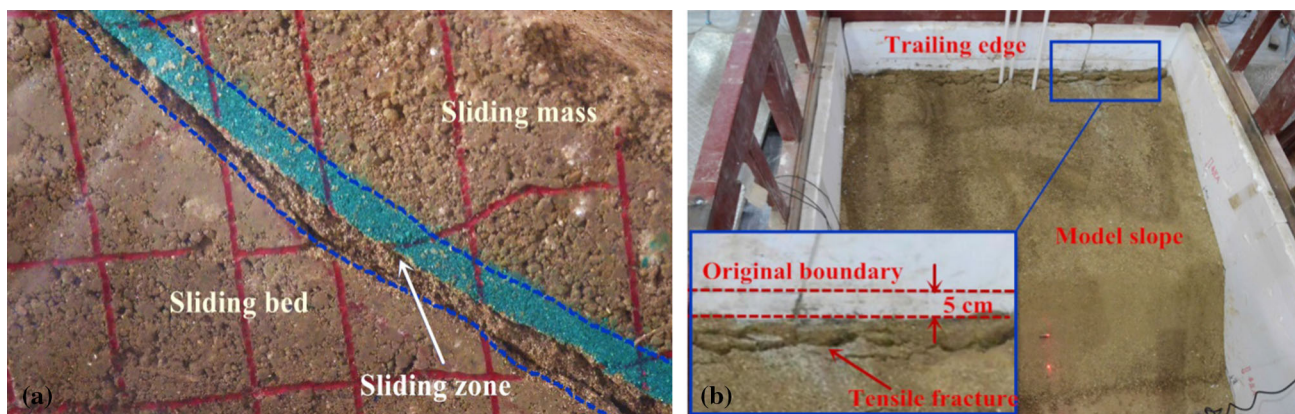 Sliding mass
Sliding bed
Sliding zone
(a)
Trailing edge
Model slope
Original boundary
5 cm
Tensile fracture
(b)